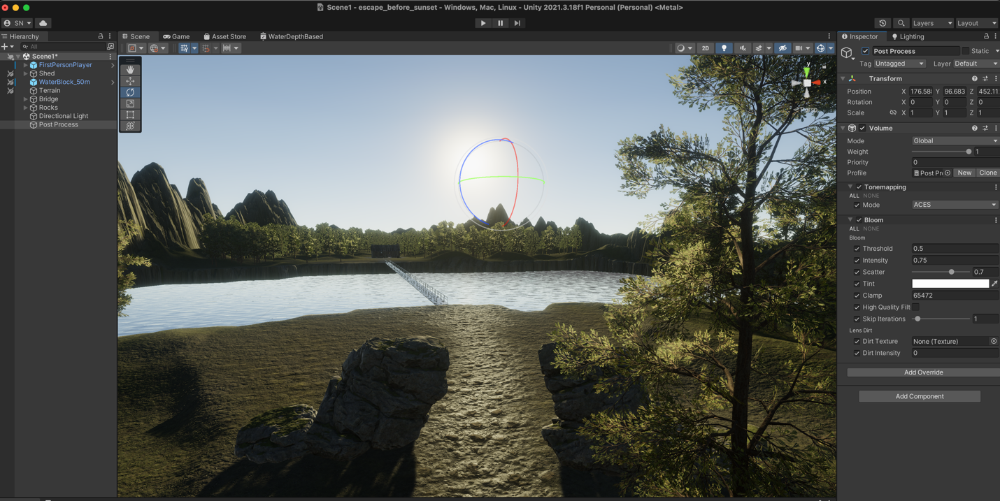 Scene1 - escape_before_sunset - Windows, Mac, Linux - Unity 2021.3.18f1 Personal (Personal) <Metal>
SN
Layers
Layout
Hierarchy
All
Scene1*
FirstPersonPlayer
Shed
WaterBlock_50m
Terrain
Bridge
Rocks
Directional Light
Post Process
Scene
Game
Asset Store
WaterDepthBased
2D
y
x
Persp
Inspector
Lighting
Post Process
Static
Tag Untagged Layer Default
Transform
Position X 176.58 Y 96.683 Z 452.11
Rotation X 0 Y 0 Z 0
Scale X 1 Y 1 Z 1
Volume
Mode Global
Weight 1
Priority 0
Profile Post Pr New Clone
Tonemapping
ALL NONE
Mode ACES
Bloom
ALL NONE
Bloom
Threshold 0.5
Intensity 0.75
Scatter 0.7
Tint
Clamp 65472
High Quality Filt
Skip Iterations 1
Lens Dirt
Dirt Texture None (Texture)
Dirt Intensity 0
Add Override
Add Component